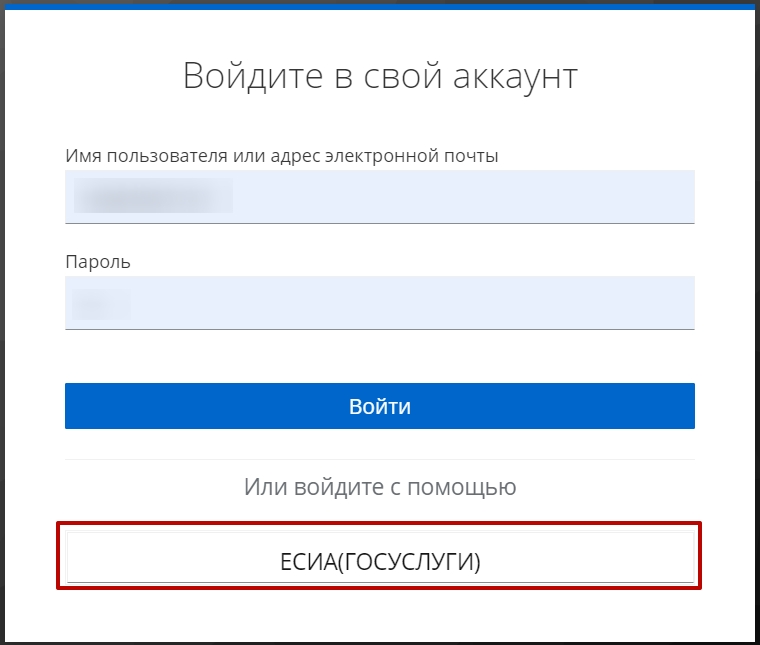 Войдите в свой аккаунт
Имя пользователя или адрес электронной почты
Пароль
Войти
Или войдите с помощью
ЕСИА(ГОСУСЛУГИ)